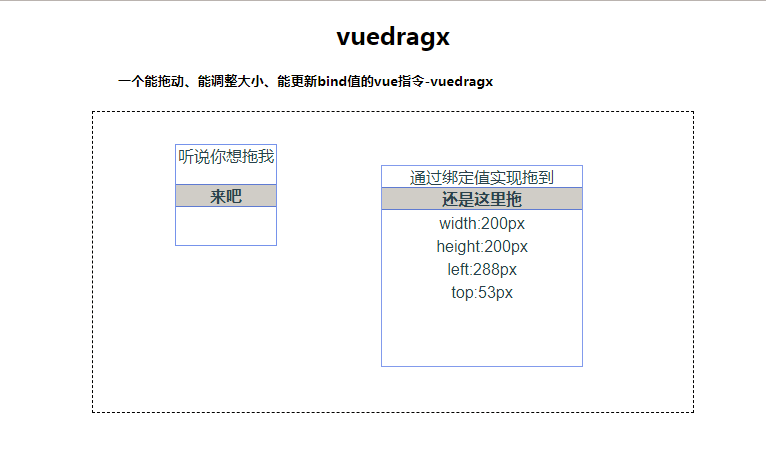 vuedragx
一个能拖动、能调整大小、能更新bind值的vue指令-vuedragx
听说你想拖我
来吧
通过绑定值实现拖到
还是这里拖
width:200px
height:200px
left:288px
top:53px